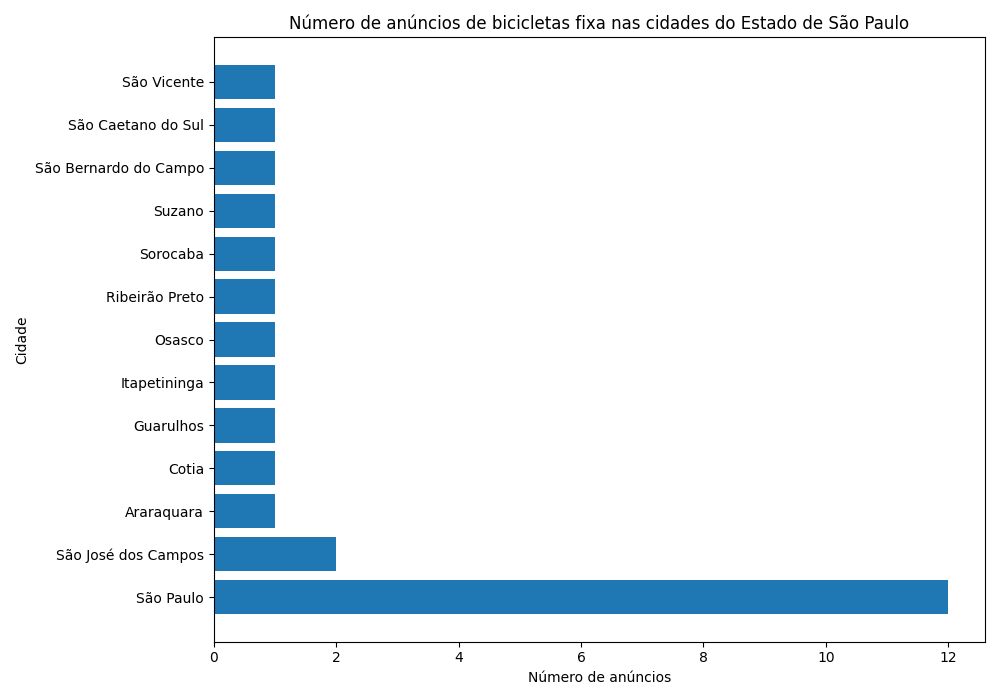 Número de anúncios de bicicletas fixa nas cidades do Estado de São Paulo
São Vicente
São Caetano do Sul
São Bernardo do Campo
Suzano
Sorocaba
Ribeirão Preto
Osasco
Itapetininga
Guarulhos
Cotia
Araraquara
São José dos Campos
São Paulo
Cidade
0 2 4 6 8 10 12
Número de anúncios